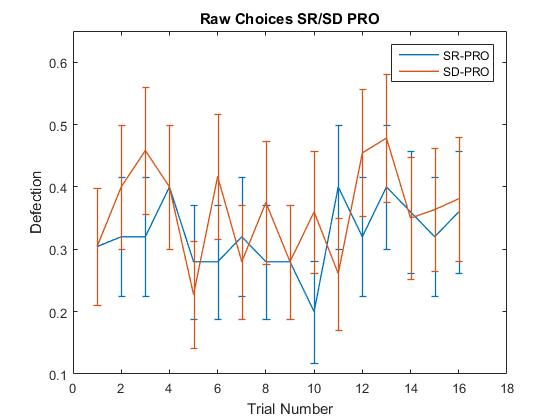 Raw Choices SR/SD PRO
SR-PRO
SD-PRO
0.6
0.5
0.4
0.3
0.2
0.1
Defection
0 2 4 6 8 10 12 14 16 18
Trial Number